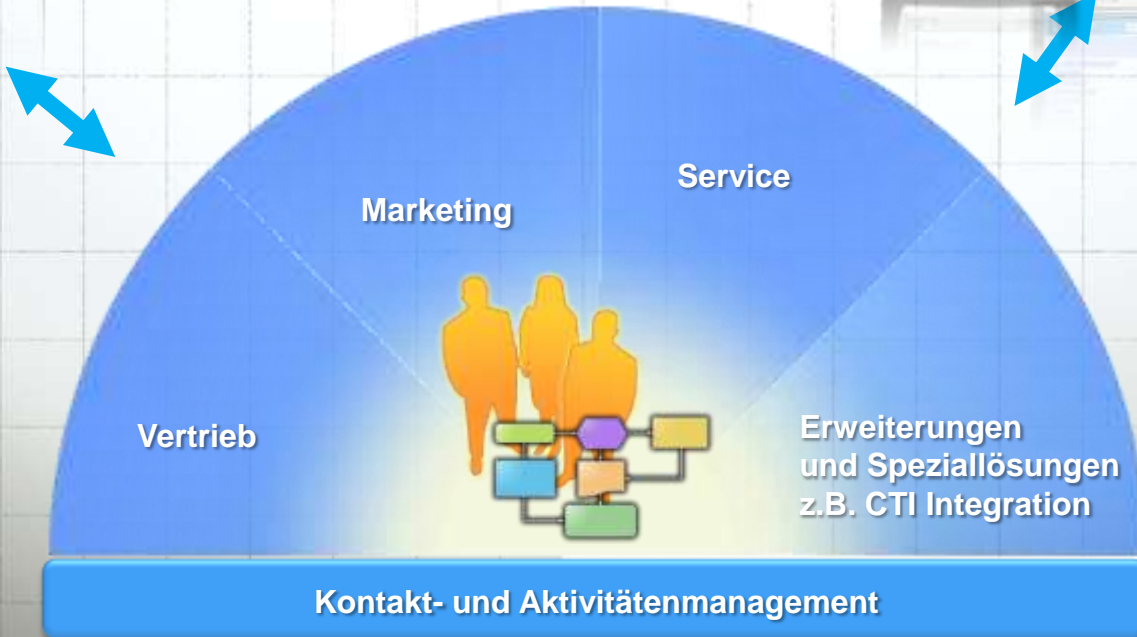 Service
Marketing
Vertrieb
Erweiterungen
und Speziallösungen
z.B. CTI Integration
Kontakt- und Aktivitätenmanagement